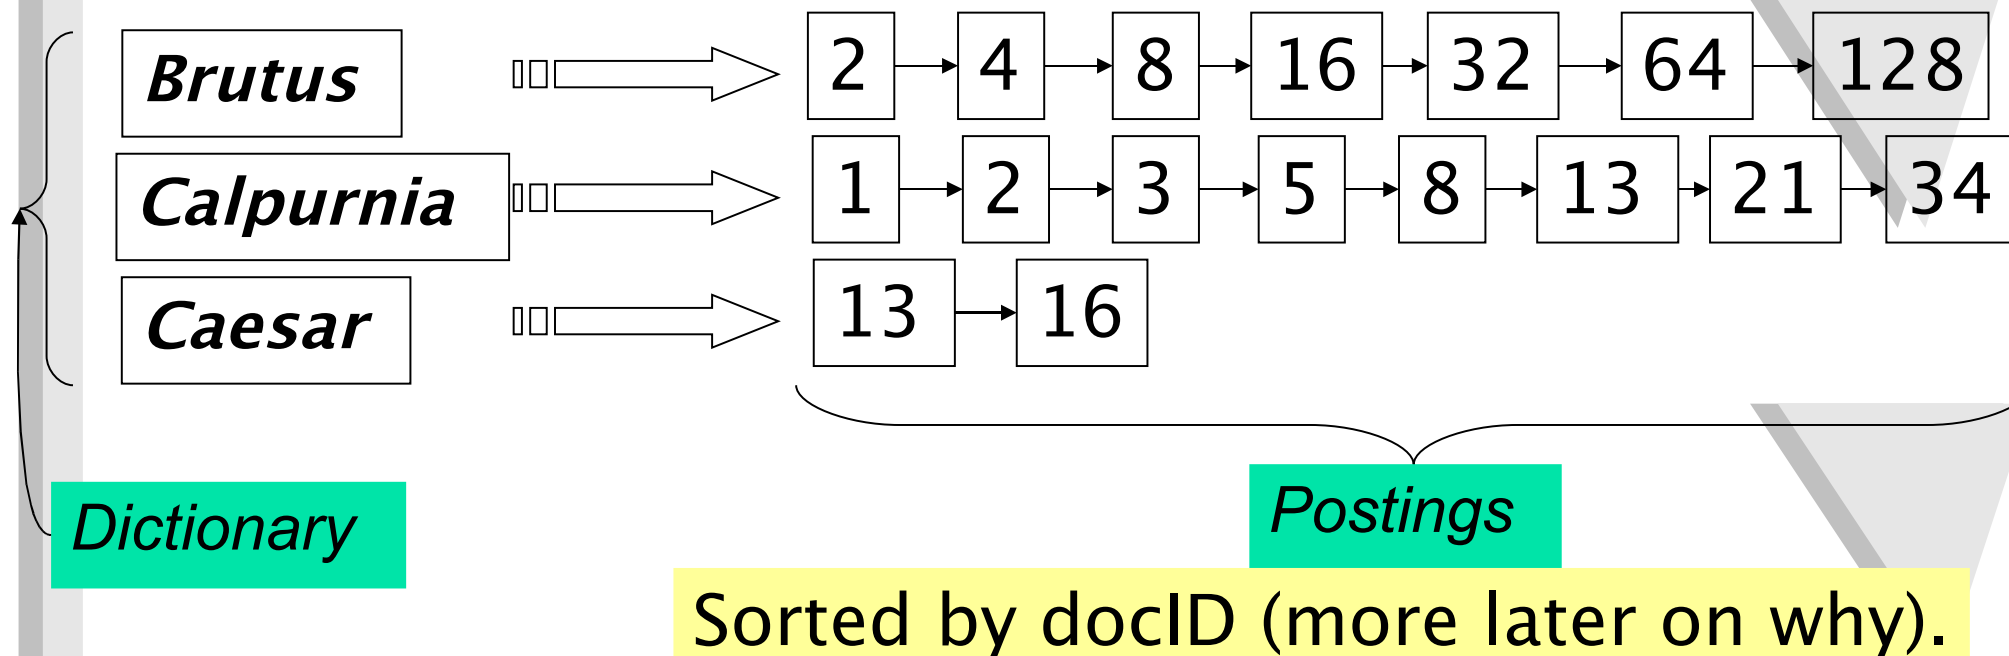 Brutus 2 4 8 16 32 64 128
Calpurnia 1 2 3 5 8 13 21 34
Caesar 13 16
Dictionary
Postings
Sorted by docID (more later on why).